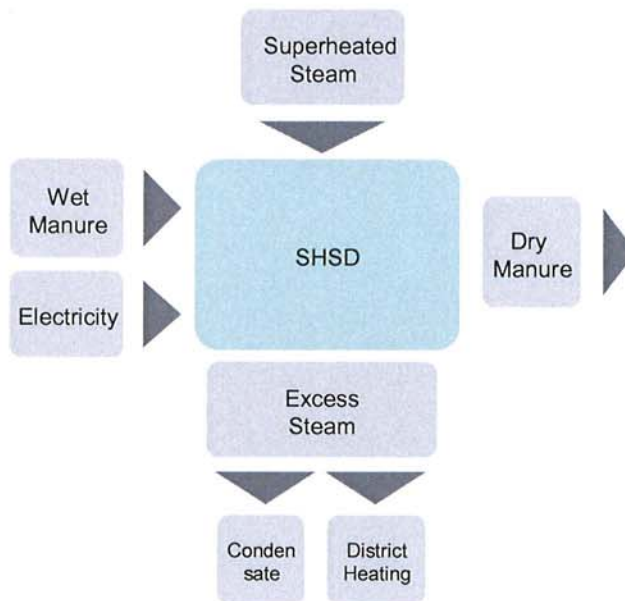 Superheated
Steam
Wet
Manure
SHSD
Dry
Manure
Electricity
Excess
Steam
Conden
sate
District
Heating